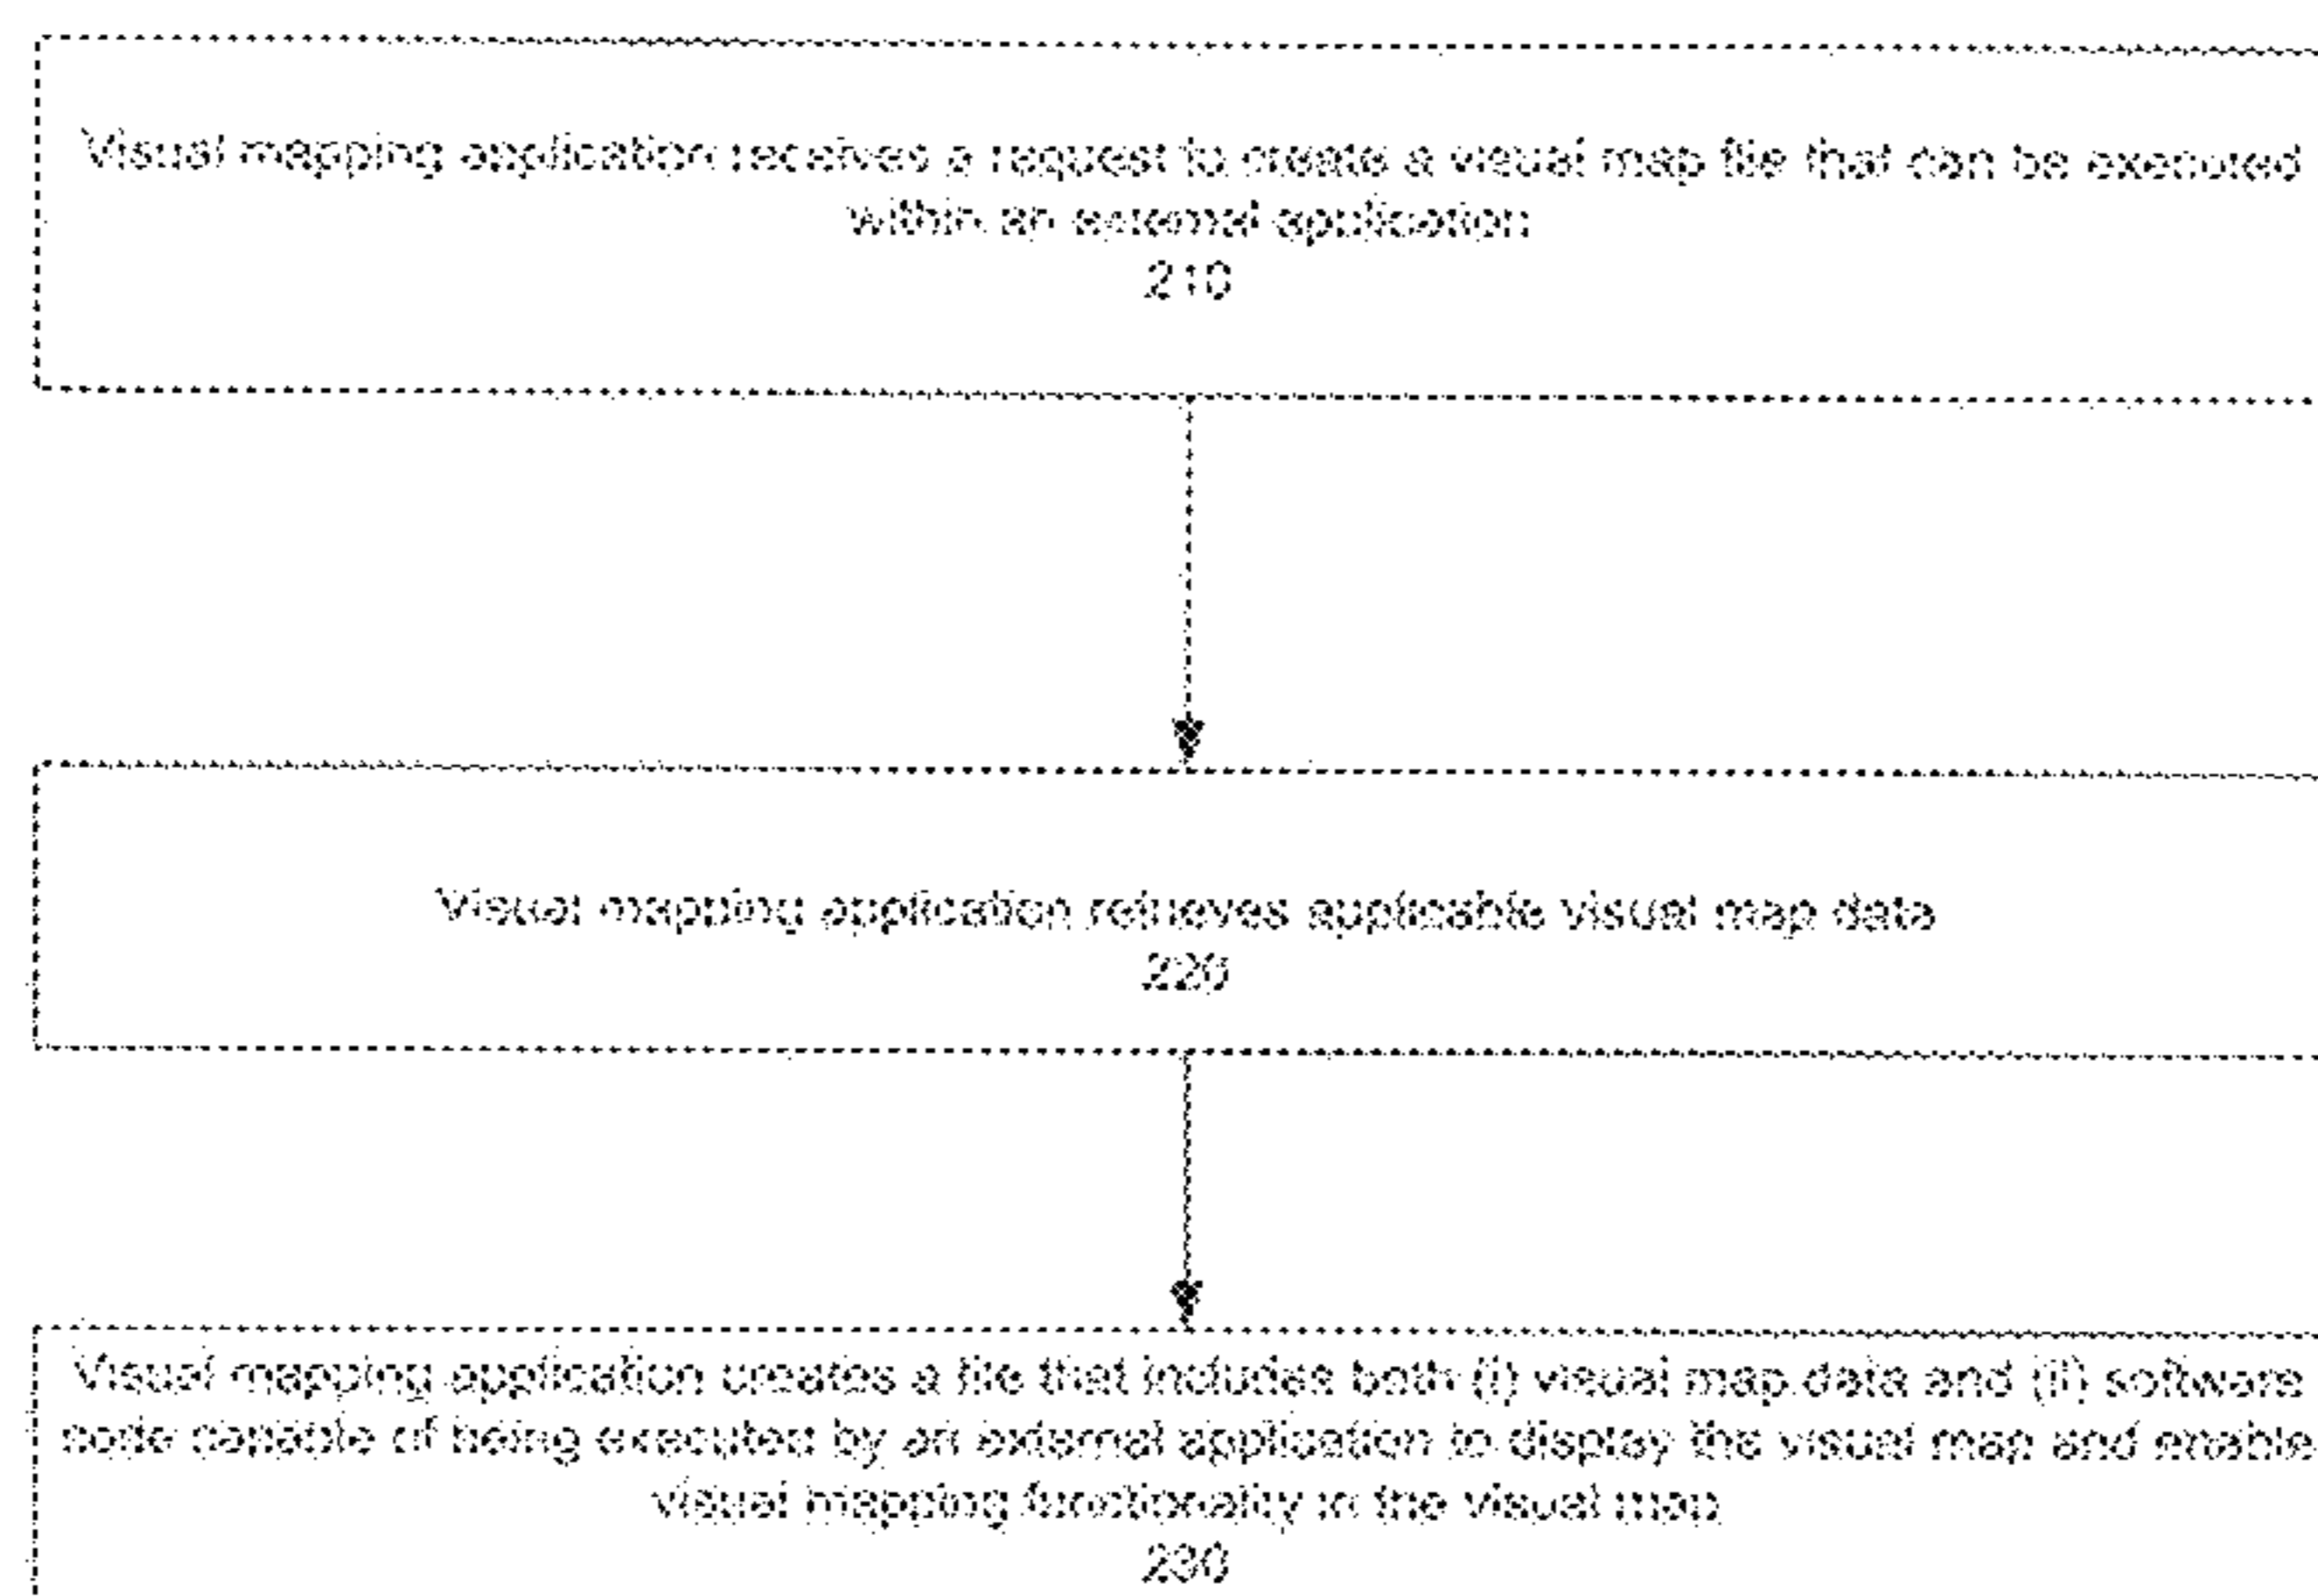 Visual mapping application receives a request to create a visual map file that can be executed
within an external application
210
Visual mapping application retrieves applicable visual map data
220
Visual mapping application creates a file that includes both (i) visual map data and (ii) software
code capable of being executed by an external application to display the visual map and enable
visual mapping functionality in the visual map
230